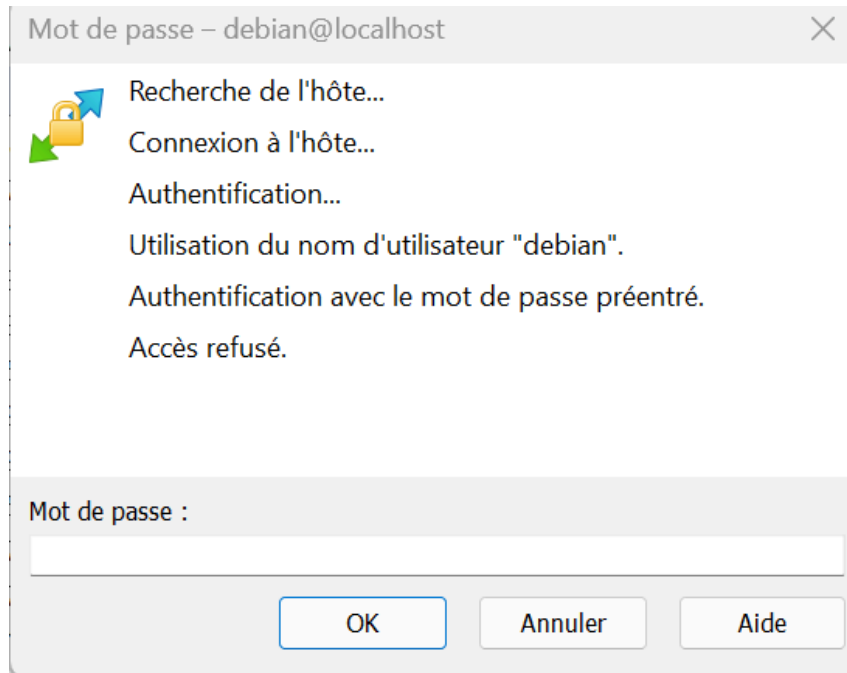 Mot de passe – debian@localhost
Recherche de l'hôte...
Connexion à l'hôte...
Authentification...
Utilisation du nom d'utilisateur "debian".
Authentification avec le mot de passe préentré.
Accès refusé.
Mot de passe :
OK Annuler Aide